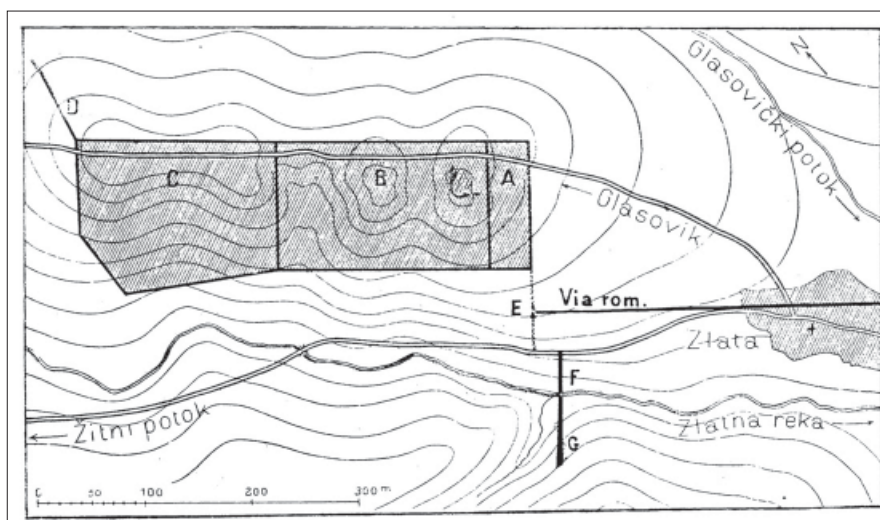 Glasovički potok
N
D
C
B
A
Glasovik
E
Via rom.
Zlata
F
Žitni potok
Zlatna reka
G
0 50 100 200 300 m